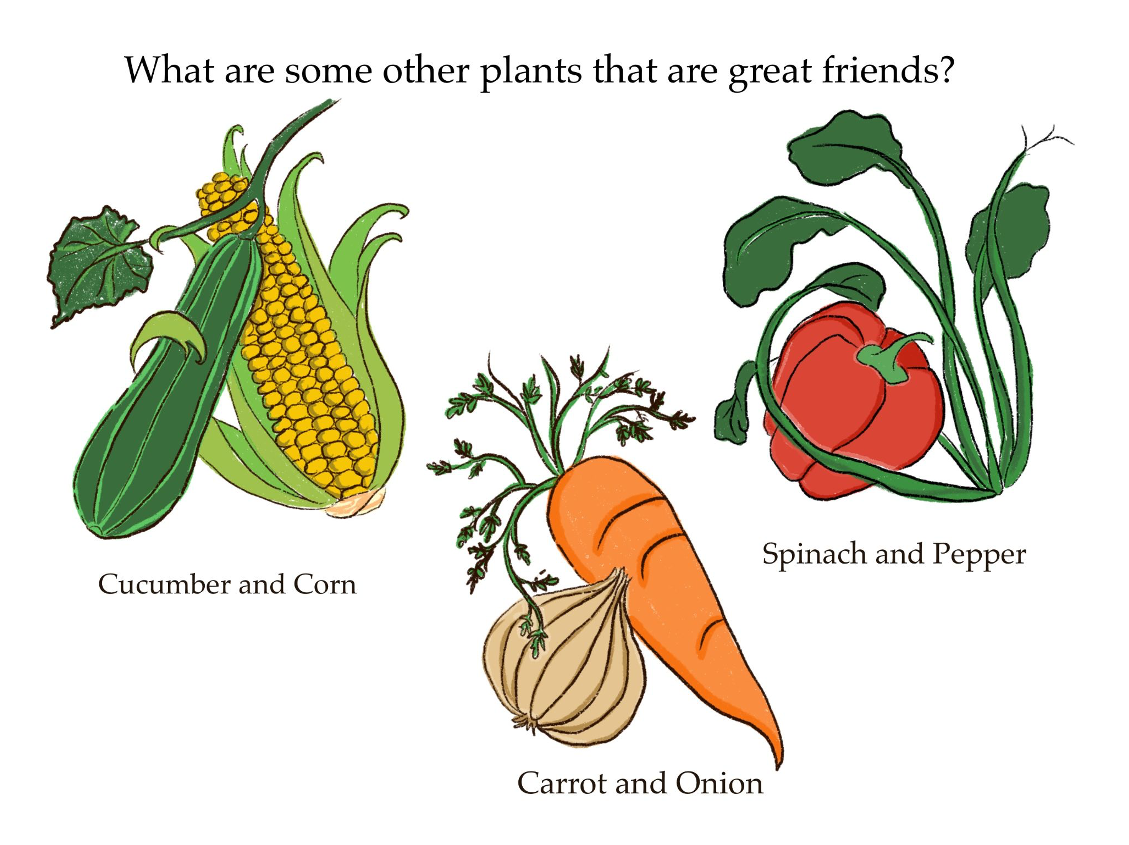 What are some other plants that are great friends?
Cucumber and Corn
Spinach and Pepper
Carrot and Onion